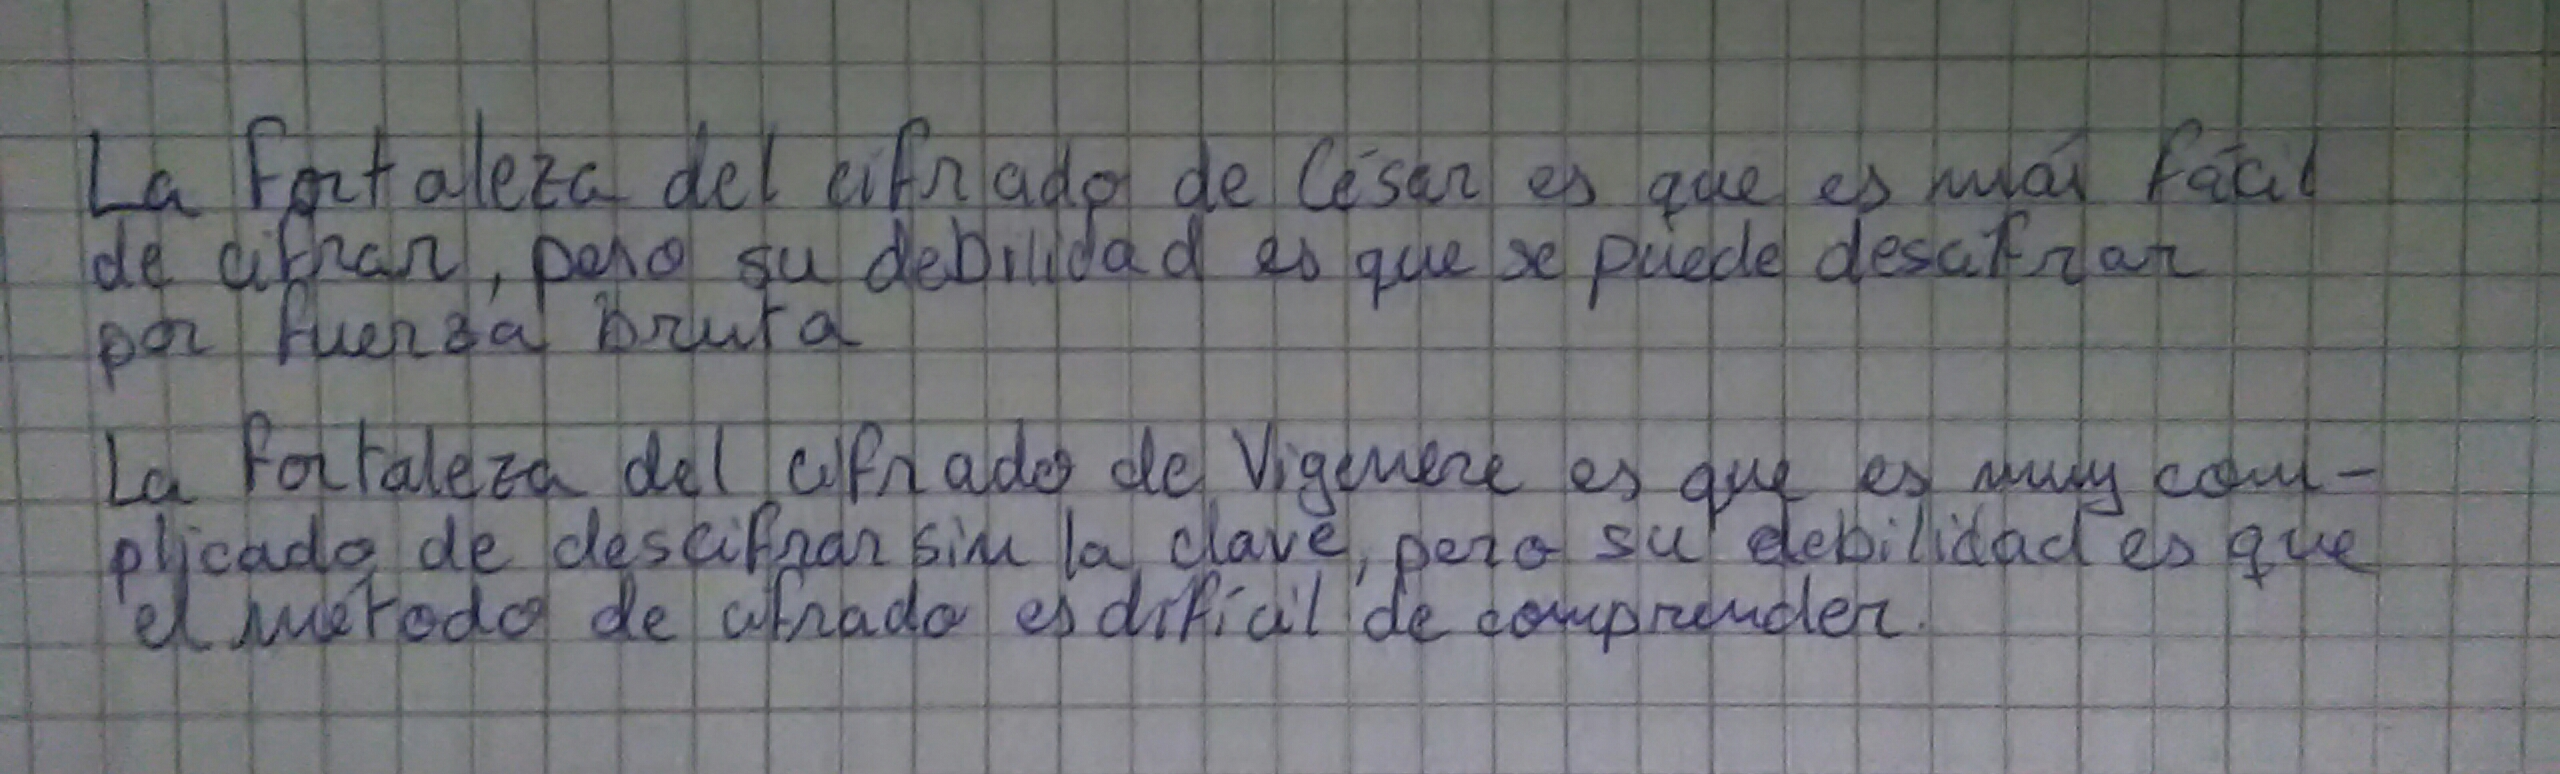 La fortaleza del cifrado de César es que es más fácil
de cifrar, pero su debilidad es que se puede descifrar
por fuerza bruta
La fortaleza del cifrado de Vigenere es que es muy com-
plicado de descifrar sin la clave, pero su debilidad es que
el método de cifrado es difícil de comprender.